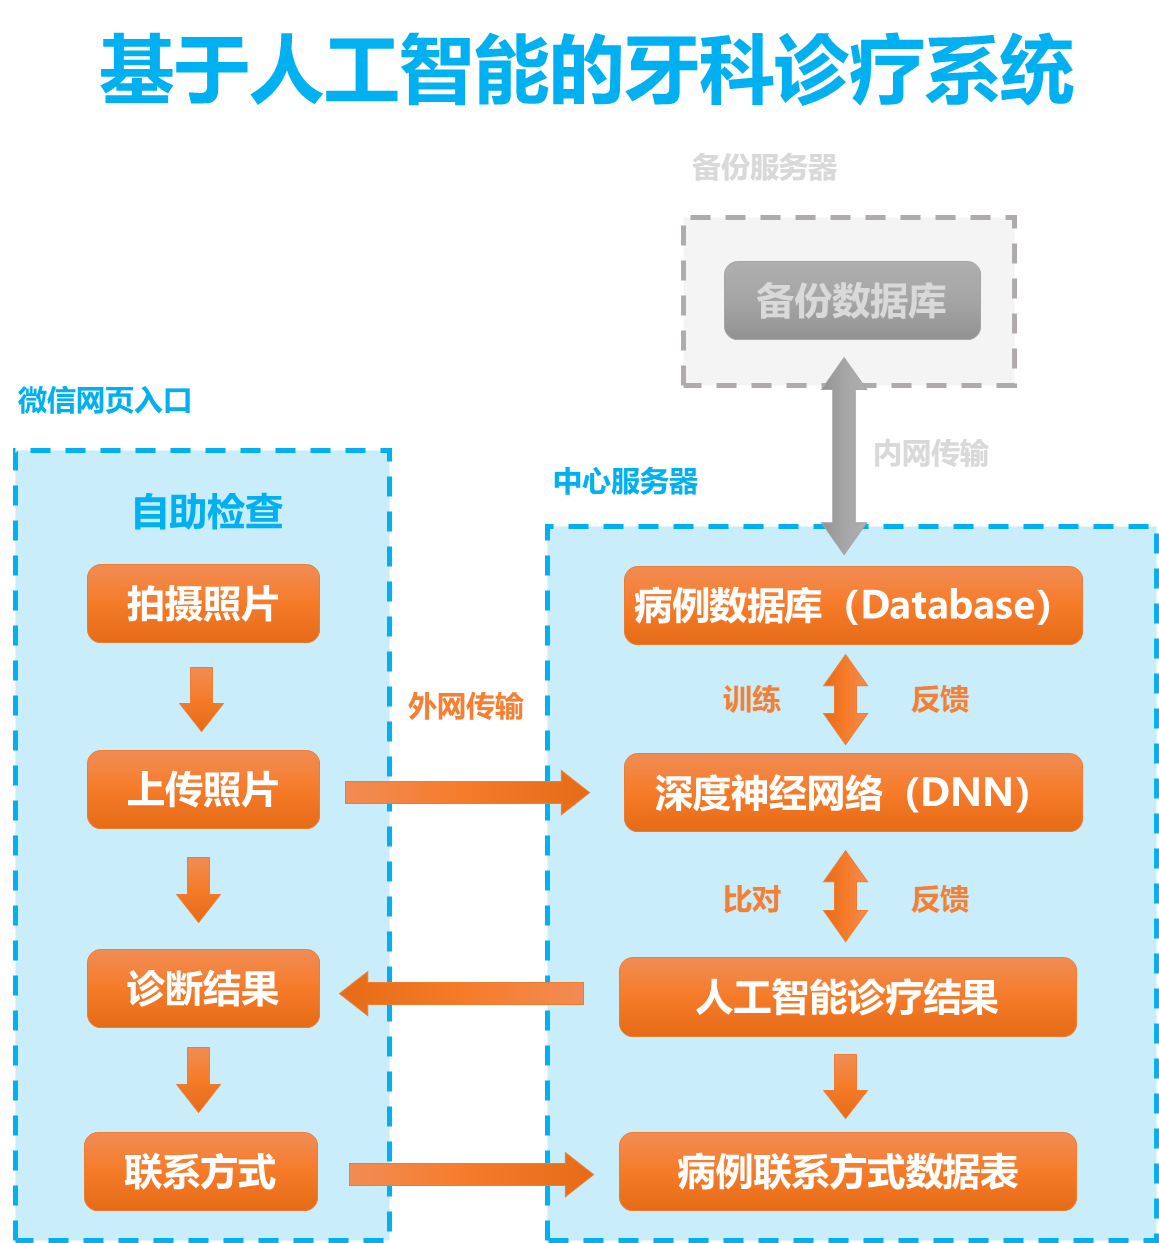 基于人工智能的牙科诊疗系统
备份服务器
备份数据库
内网传输
微信网页入口
自助检查
拍摄照片
上传照片
诊断结果
联系方式
外网传输
中心服务器
病例数据库（Database）
训练
反馈
深度神经网络（DNN）
比对
反馈
人工智能诊疗结果
病例联系方式数据表